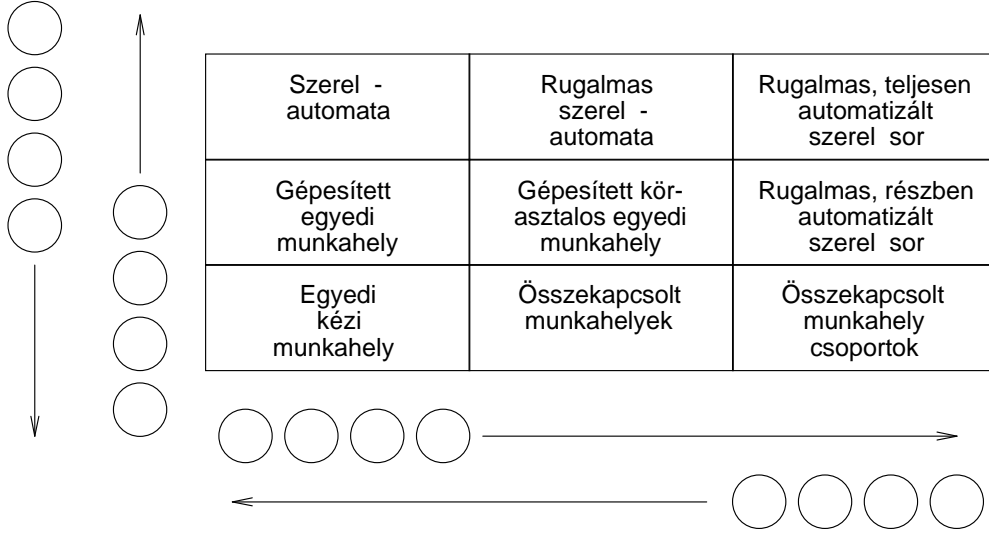 Szerel -
automata
Rugalmas
szerel -
automata
Rugalmas, teljesen
automatizált
szerel sor
Gépesített
egyedi
munkahely
Gépesített kör-
asztalos egyedi
munkahely
Rugalmas, részben
automatizált
szerel sor
Egyedi
kézi
munkahely
Összekapcsolt
munkahelyek
Összekapcsolt
munkahely
csoportok